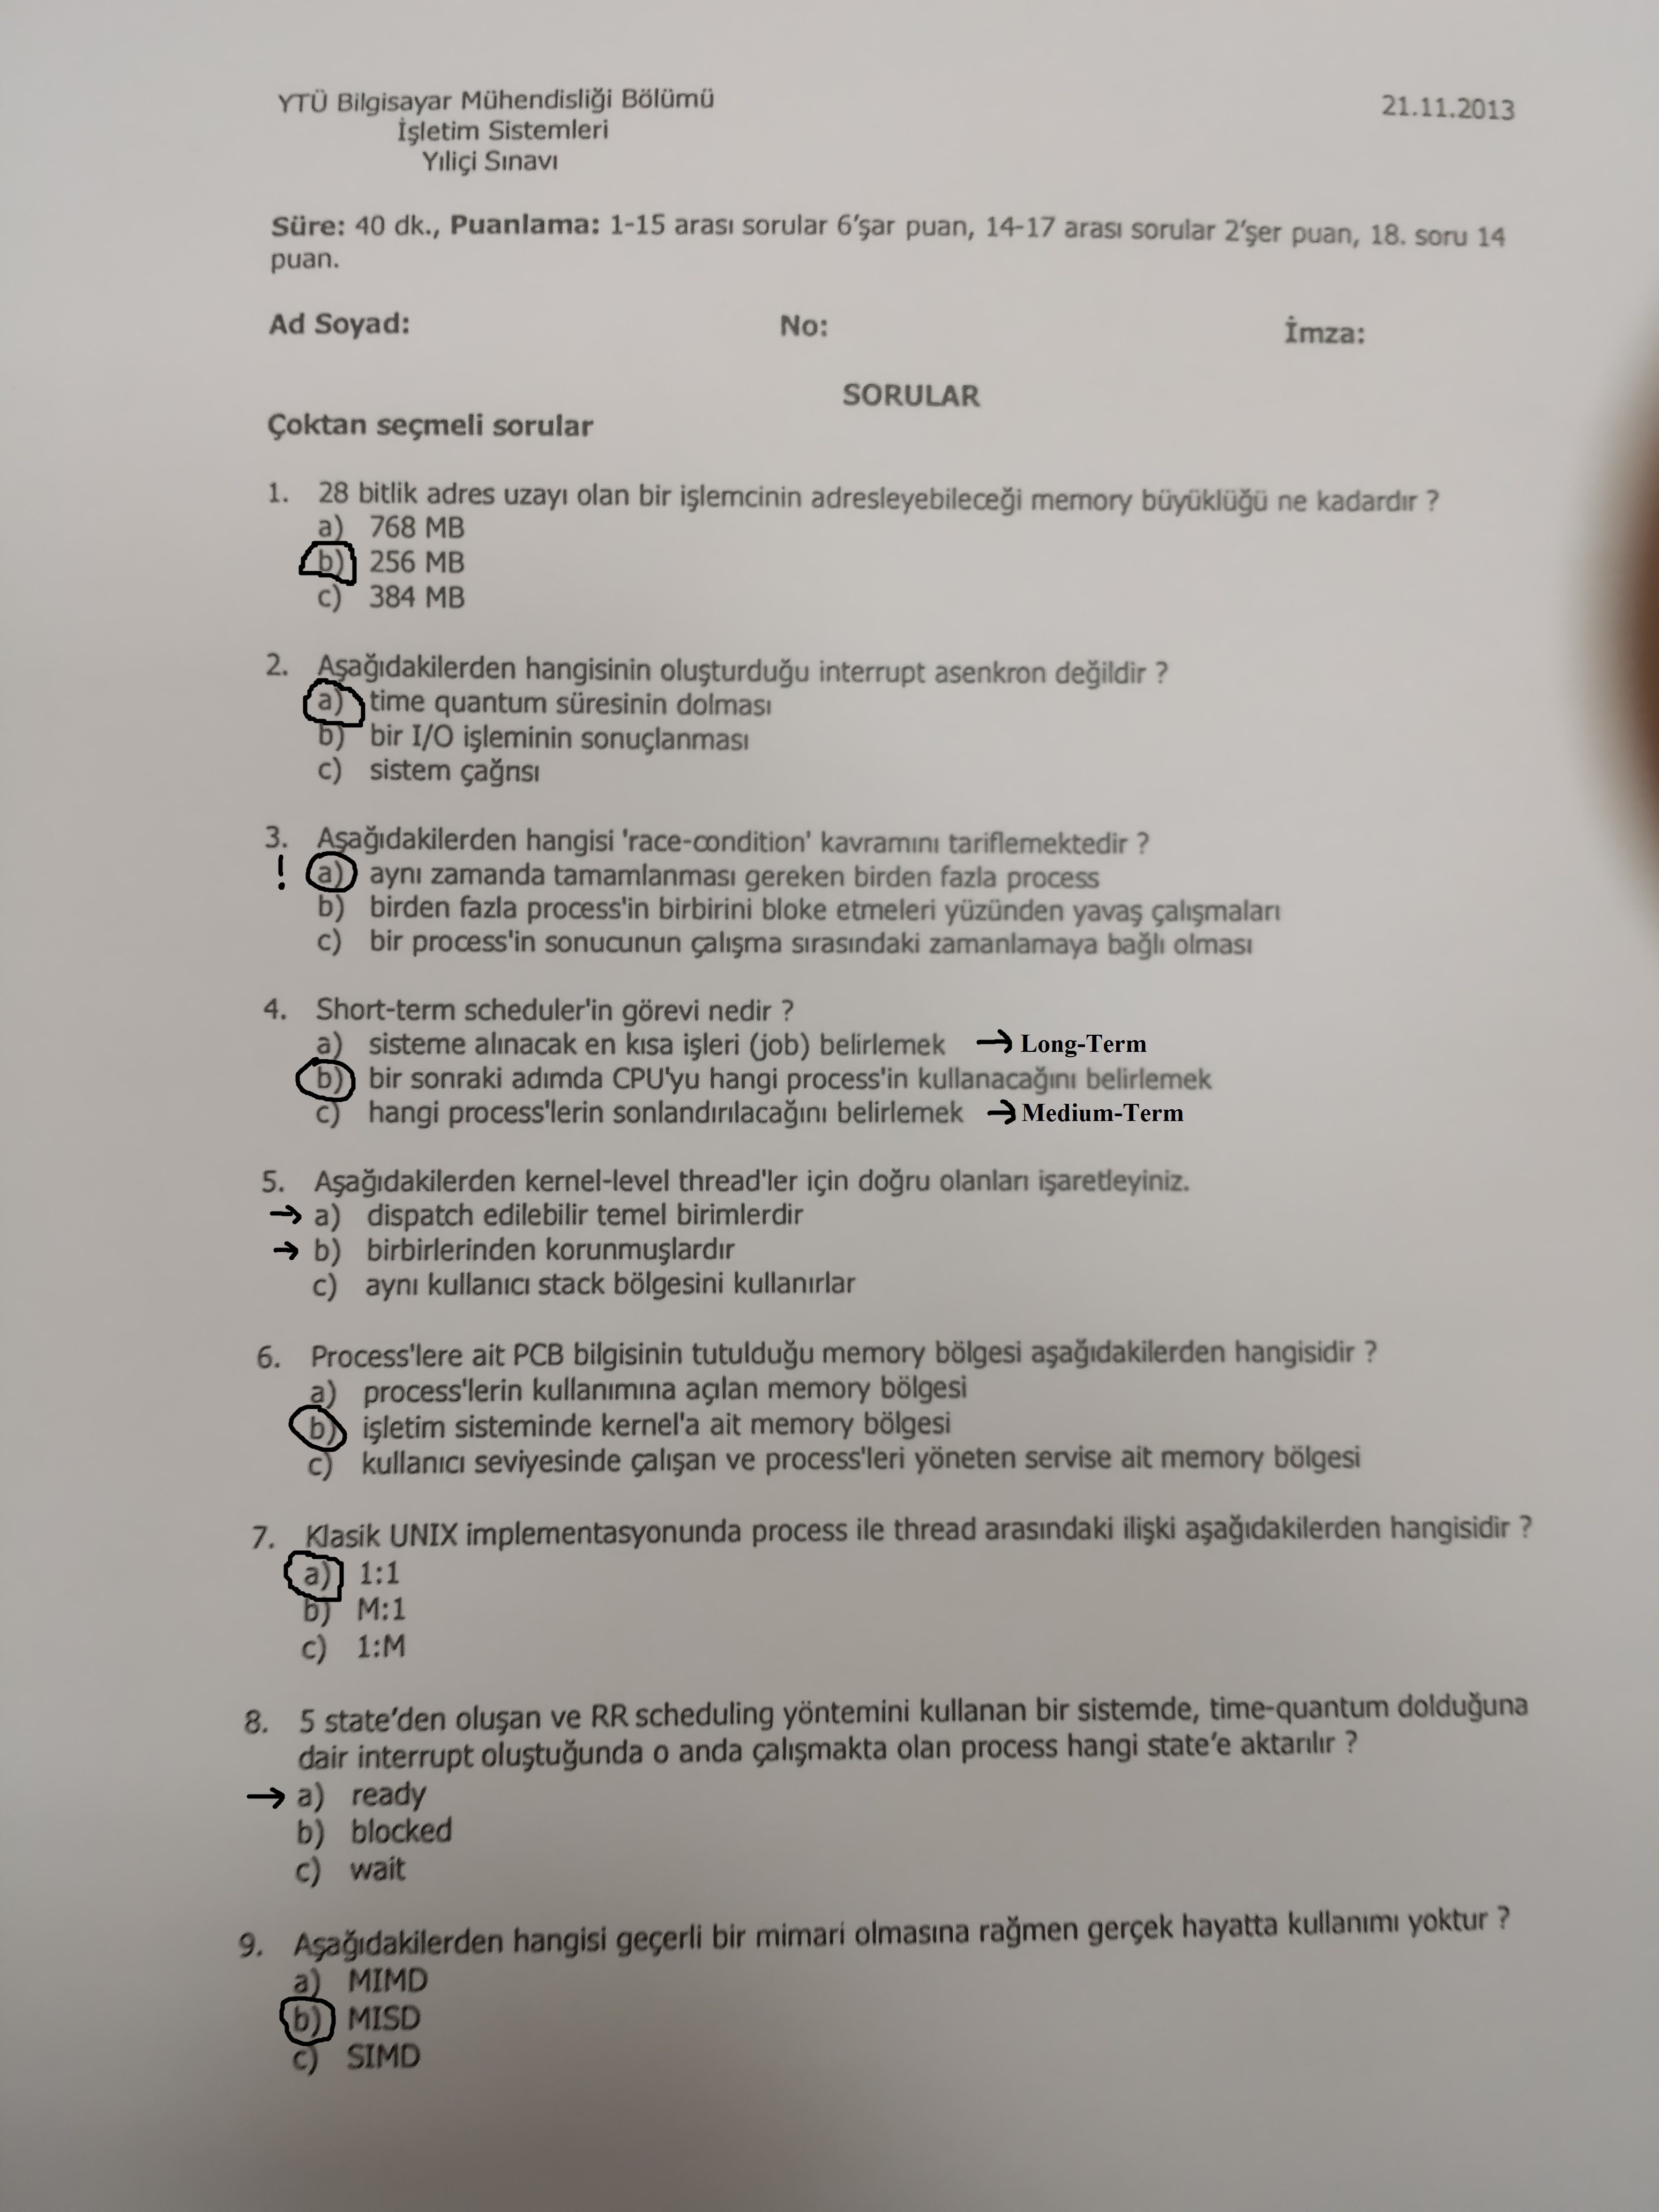 YTÜ Bilgisayar Mühendisliği Bölümü
21.11.2013
İşletim Sistemleri
Yıliçi Sınavı
Süre: 40 dk., Puanlama: 1-15 arası sorular 6'şar puan, 14-17 arası sorular 2'şer puan, 18. soru 14
puan.
Ad Soyad: No: İmza:
SORULAR
Çoktan seçmeli sorular
1. 28 bitlik adres uzayı olan bir işlemcinin adresleyebileceği memory büyüklüğü ne kadardır ?
a) 768 MB
b) 256 MB
c) 384 MB
2. Aşağıdakilerden hangisinin oluşturduğu interrupt asenkron değildir ?
a) time quantum süresinin dolması
b) bir I/O işleminin sonuçlanması
c) sistem çağrısı
3. Aşağıdakilerden hangisi 'race-condition' kavramını tariflemektedir ?
! a) aynı zamanda tamamlanması gereken birden fazla process
b) birden fazla process'in birbirini bloke etmeleri yüzünden yavaş çalışmaları
c) bir process'in sonucunun çalışma sırasındaki zamanlamaya bağlı olması
4. Short-term scheduler'in görevi nedir ?
a) sisteme alınacak en kısa işleri (job) belirlemek → Long-Term
b) bir sonraki adımda CPU'yu hangi process'in kullanacağını belirlemek
c) hangi process'lerin sonlandırılacağını belirlemek → Medium-Term
5. Aşağıdakilerden kernel-level thread'ler için doğru olanları işaretleyiniz.
→ a) dispatch edilebilir temel birimlerdir
→ b) birbirlerinden korunmuşlardır
c) aynı kullanıcı stack bölgesini kullanırlar
6. Process'lere ait PCB bilgisinin tutulduğu memory bölgesi aşağıdakilerden hangisidir ?
a) process'lerin kullanımına açılan memory bölgesi
b) işletim sisteminde kernel'a ait memory bölgesi
c) kullanıcı seviyesinde çalışan ve process'leri yöneten servise ait memory bölgesi
7. Klasik UNIX implementasyonunda process ile thread arasındaki ilişki aşağıdakilerden hangisidir ?
a) 1:1
b) M:1
c) 1:M
8. 5 state'den oluşan ve RR scheduling yöntemini kullanan bir sistemde, time-quantum dolduğuna
dair interrupt oluştuğunda o anda çalışmakta olan process hangi state'e aktarılır ?
→ a) ready
b) blocked
c) wait
9. Aşağıdakilerden hangisi geçerli bir mimari olmasına rağmen gerçek hayatta kullanımı yoktur ?
a) MIMD
b) MISD
c) SIMD